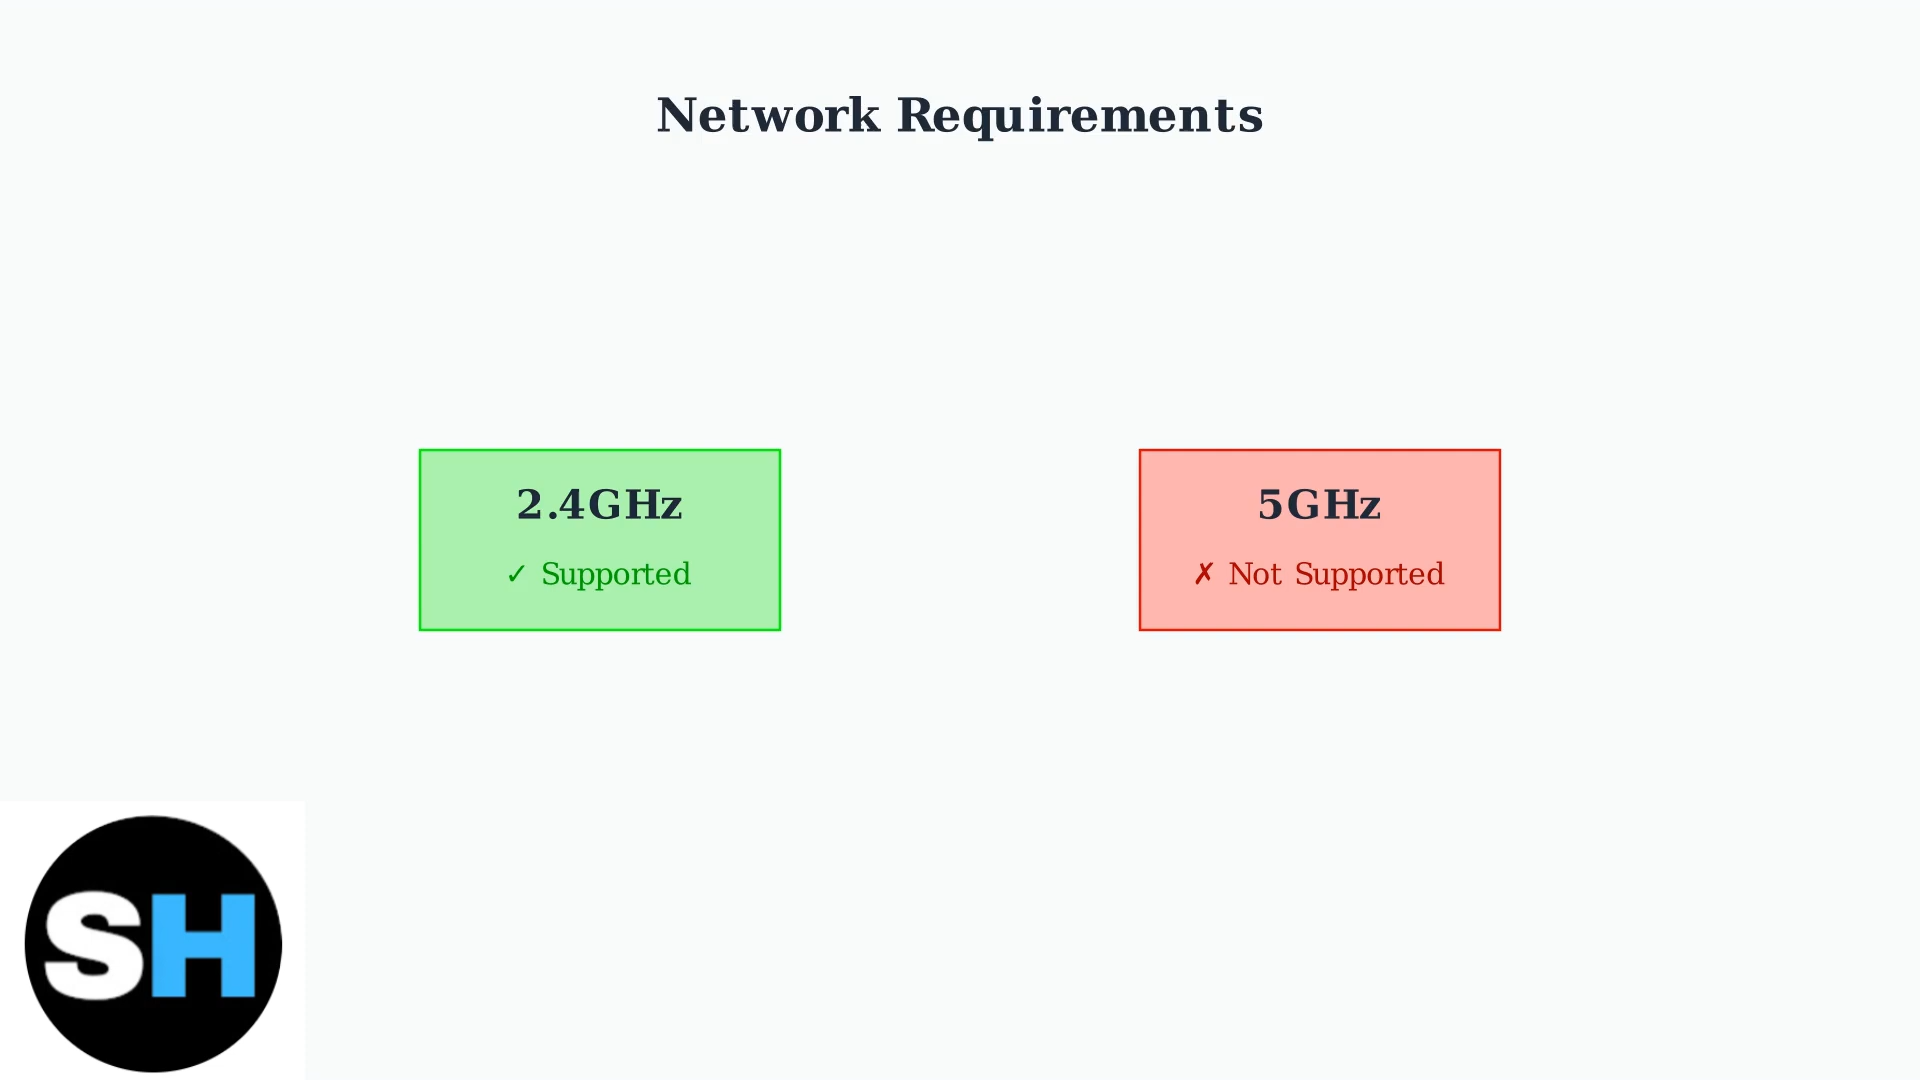 Network Requirements
2.4GHz
✓ Supported
5GHz
✗ Not Supported
SH